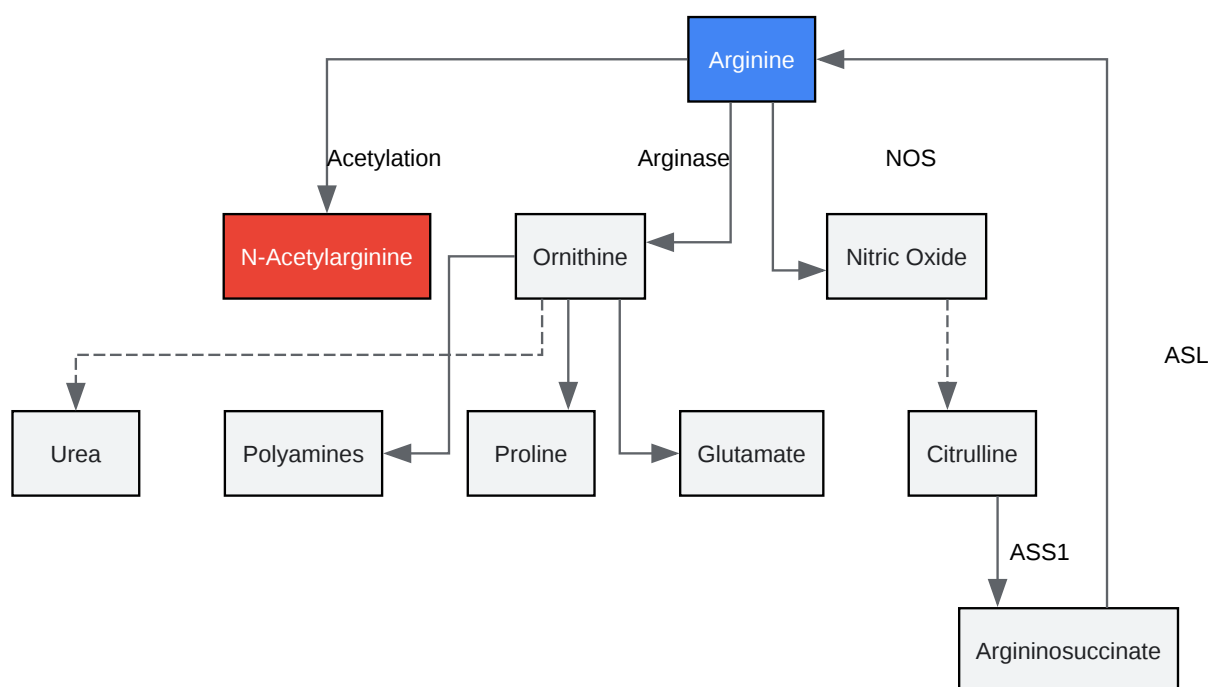 Arginine
Acetylation
Arginase
NOS
N-Acetylarginine
Ornithine
Nitric Oxide
ASL
Urea
Polyamines
Proline
Glutamate
Citrulline
ASS1
Argininosuccinate